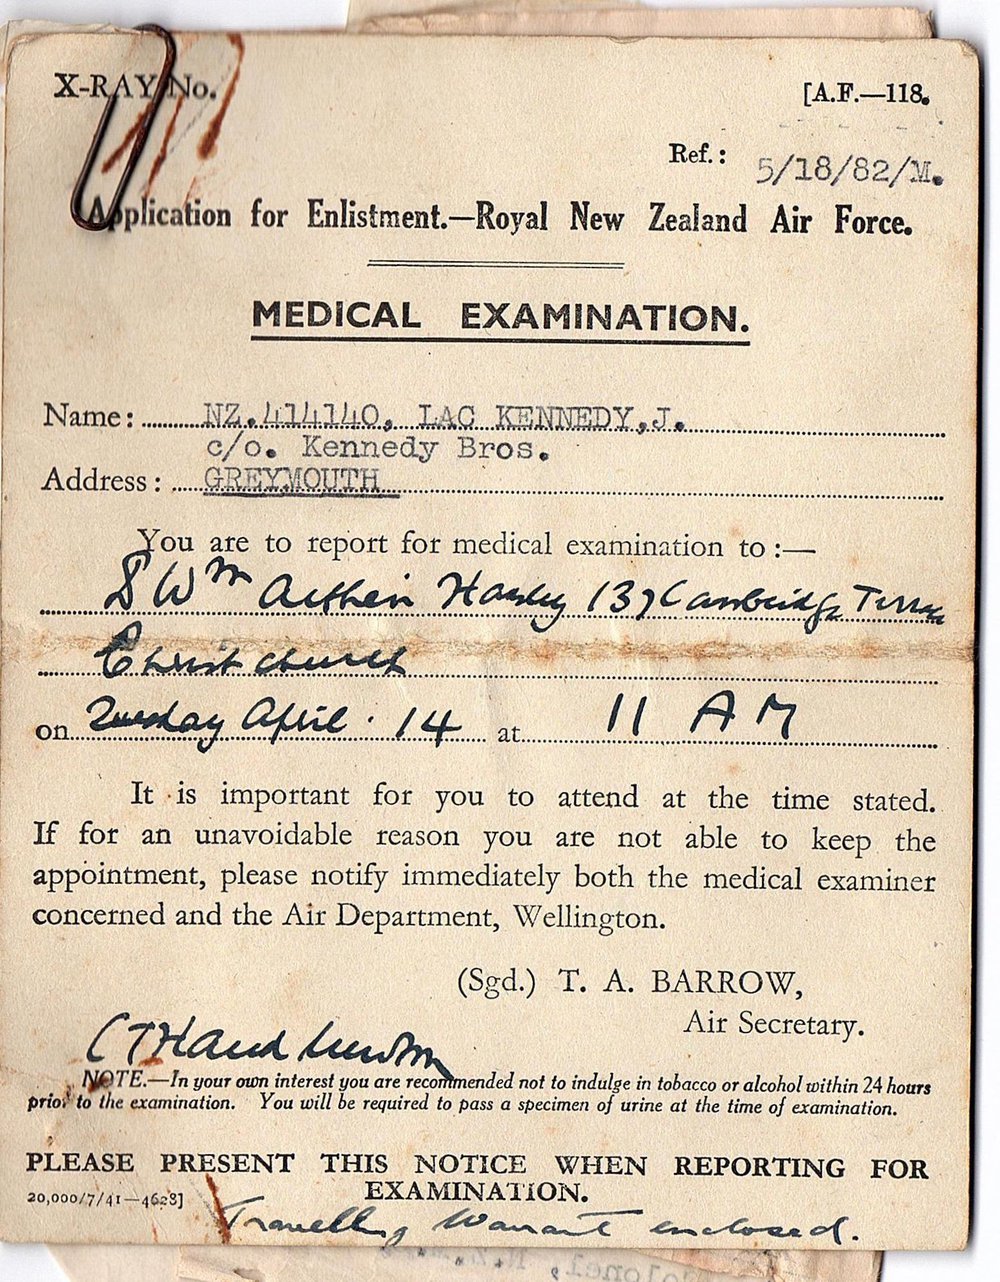 X-RAY No.
[A.F.—118.
Ref.: 5/18/82/M.
Application for Enlistment.—Royal New Zealand Air Force.
MEDICAL EXAMINATION.
Name: NZ.414140, LAC KENNEDY,J.
c/o. Kennedy Bros.
Address: GREYMOUTH
You are to report for medical examination to :—
D Wm 137 Cambridge Terrace
Christchurch
on Tuesday April . 14 at 11 AM
It is important for you to attend at the time stated.
If for an unavoidable reason you are not able to keep the
appointment, please notify immediately both the medical examiner
concerned and the Air Department, Wellington.
(Sgd.) T. A. BARROW,
Air Secretary.
NOTE.—In your own interest you are recommended not to indulge in tobacco or alcohol within 24 hours
prior to the examination. You will be required to pass a specimen of urine at the time of examination.
PLEASE PRESENT THIS NOTICE WHEN REPORTING FOR
EXAMINATION.
20,000/7/41—4628]
Travelling Warrant enclosed.